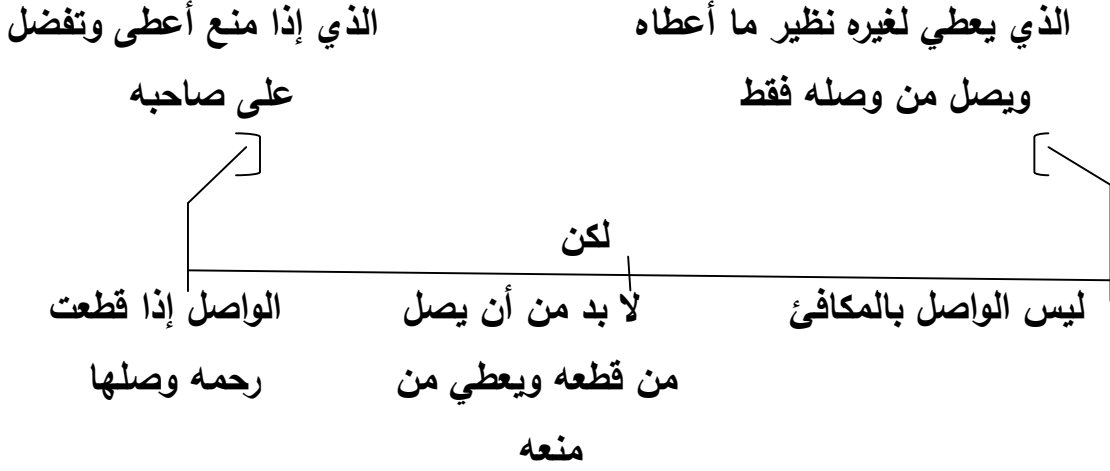 الذي يعطي لغيره نظير ما أعطاه
ويصل من وصله فقط
الذي إذا منع أعطى وتفضل
على صاحبه
لكن
ليس الواصل بالمكافئ
لا بد من أن يصل
من قطعه ويعطي من
منعه
الواصل إذا قطعت
رحمه وصلها